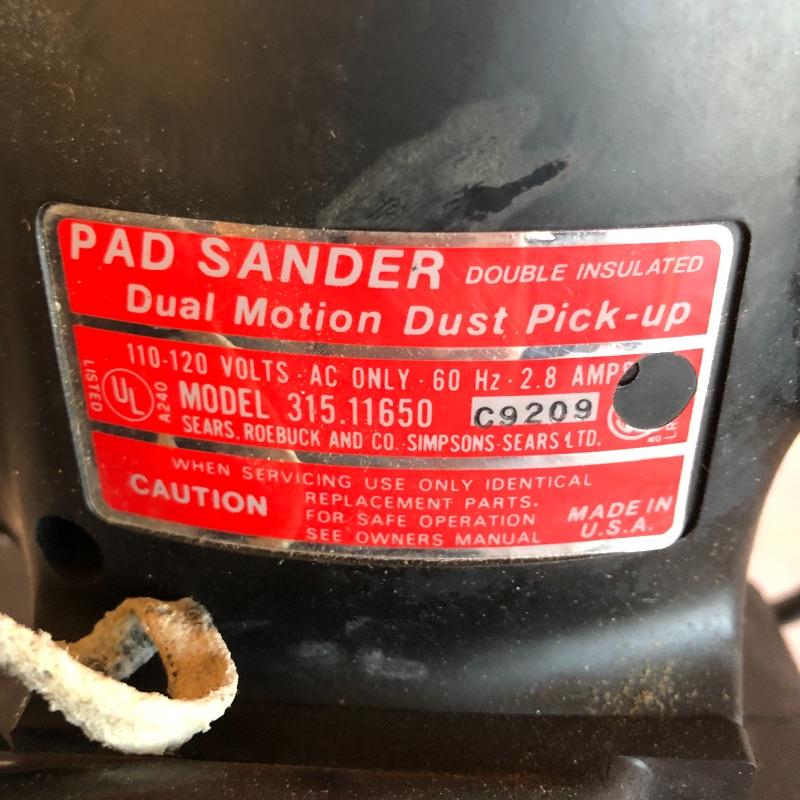 PAD SANDER DOUBLE INSULATED
Dual Motion Dust Pick-up
110-120 VOLTS · AC ONLY · 60 Hz · 2.8 AMPS
LISTED UL A240 MODEL 315.11650 C9209
SEARS, ROEBUCK AND CO. SIMPSONS-SEARS LTD.
WHEN SERVICING USE ONLY IDENTICAL
CAUTION REPLACEMENT PARTS.
FOR SAFE OPERATION
SEE OWNERS MANUAL
MADE IN
U.S.A.